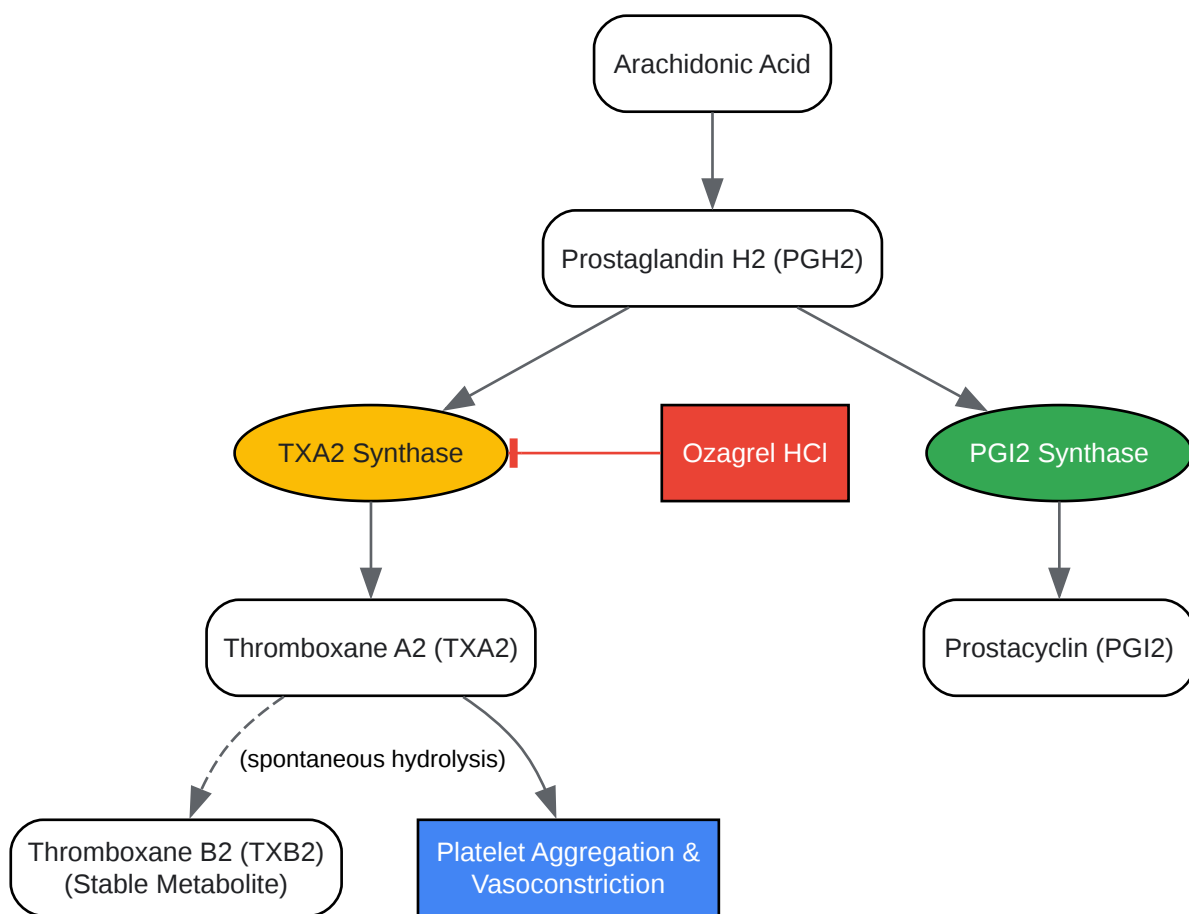 Arachidonic Acid
Prostaglandin H2 (PGH2)
TXA2 Synthase
Ozagrel HCl
PGI2 Synthase
Thromboxane A2 (TXA2)
Prostacyclin (PGI2)
(spontaneous hydrolysis)
Thromboxane B2 (TXB2)
(Stable Metabolite)
Platelet Aggregation &
Vasoconstriction